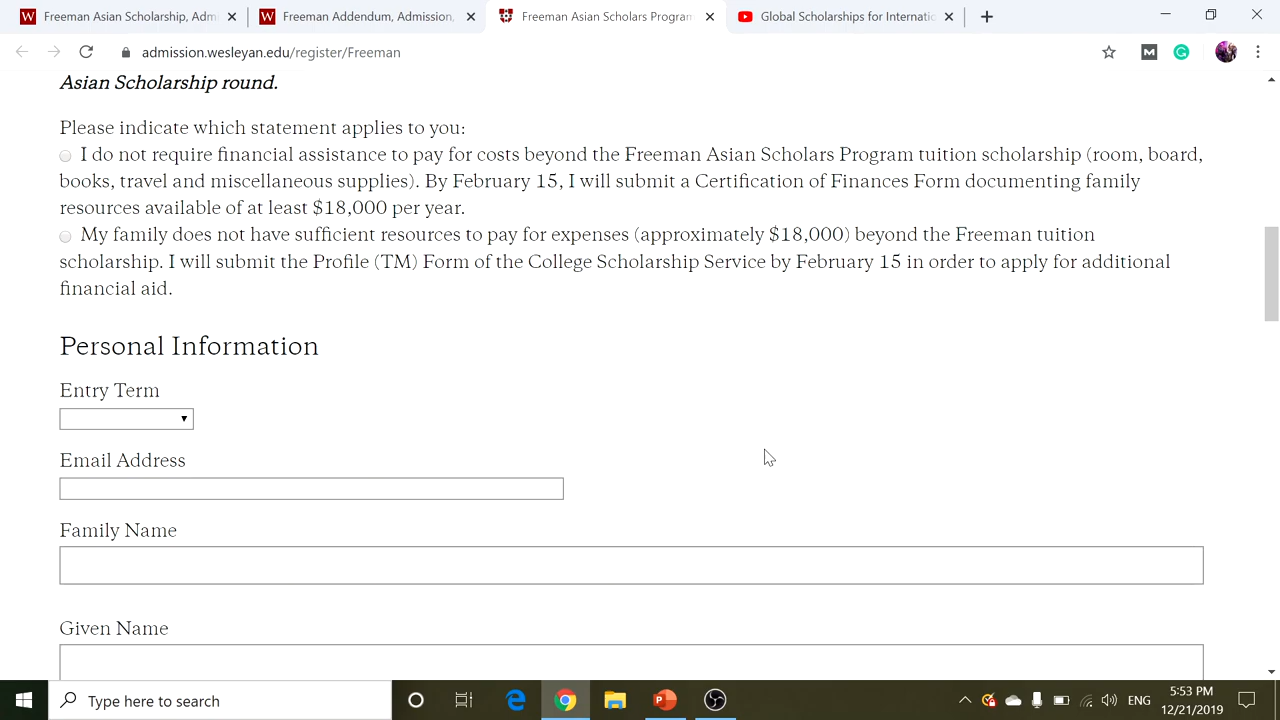 Freeman Asian Scholarship, Adm
Freeman Addendum, Admission,
Freeman Asian Scholars Program
Global Scholarships for Internatio
admission.wesleyan.edu/register/Freeman
Asian Scholarship round.
Please indicate which statement applies to you:
I do not require financial assistance to pay for costs beyond the Freeman Asian Scholars Program tuition scholarship (room, board,
books, travel and miscellaneous supplies). By February 15, I will submit a Certification of Finances Form documenting family
resources available of at least $18,000 per year.
My family does not have sufficient resources to pay for expenses (approximately $18,000) beyond the Freeman tuition
scholarship. I will submit the Profile (TM) Form of the College Scholarship Service by February 15 in order to apply for additional
financial aid.
Personal Information
Entry Term
Email Address
Family Name
Given Name
Type here to search
ENG
5:53 PM
12/21/2019